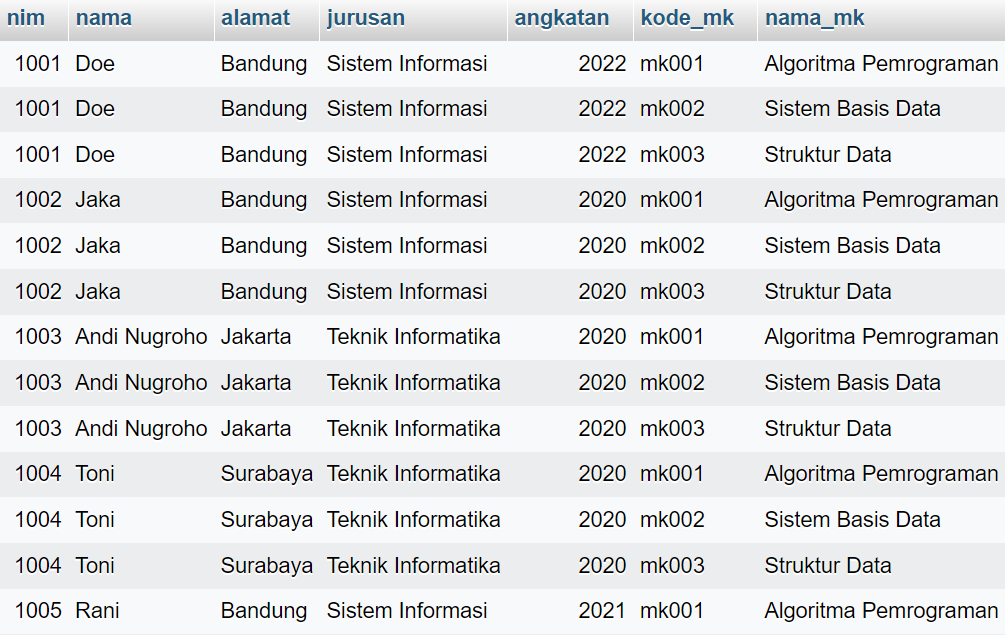 nim nama alamat jurusan angkatan kode_mk nama_mk
1001 Doe Bandung Sistem Informasi 2022 mk001 Algoritma Pemrograman
1001 Doe Bandung Sistem Informasi 2022 mk002 Sistem Basis Data
1001 Doe Bandung Sistem Informasi 2022 mk003 Struktur Data
1002 Jaka Bandung Sistem Informasi 2020 mk001 Algoritma Pemrograman
1002 Jaka Bandung Sistem Informasi 2020 mk002 Sistem Basis Data
1002 Jaka Bandung Sistem Informasi 2020 mk003 Struktur Data
1003 Andi Nugroho Jakarta Teknik Informatika 2020 mk001 Algoritma Pemrograman
1003 Andi Nugroho Jakarta Teknik Informatika 2020 mk002 Sistem Basis Data
1003 Andi Nugroho Jakarta Teknik Informatika 2020 mk003 Struktur Data
1004 Toni Surabaya Teknik Informatika 2020 mk001 Algoritma Pemrograman
1004 Toni Surabaya Teknik Informatika 2020 mk002 Sistem Basis Data
1004 Toni Surabaya Teknik Informatika 2020 mk003 Struktur Data
1005 Rani Bandung Sistem Informasi 2021 mk001 Algoritma Pemrograman